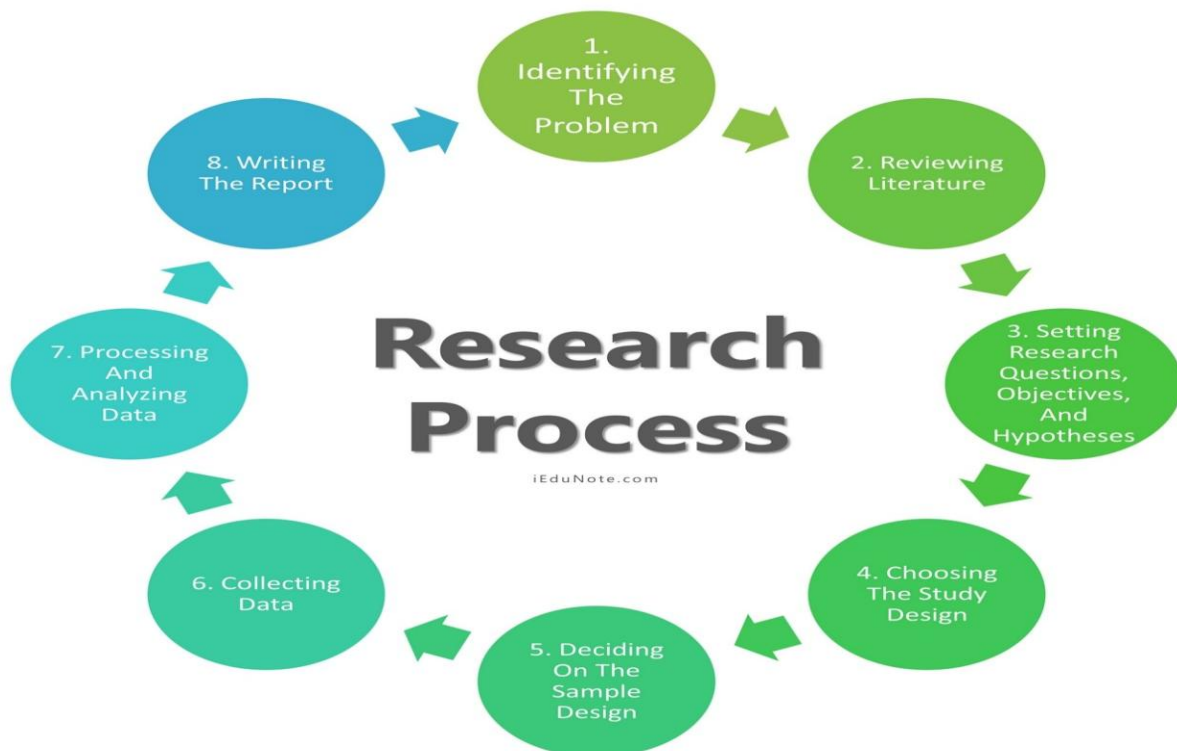 1.
Identifying
The
Problem
2. Reviewing
Literature
3. Setting
Research
Questions,
Objectives,
And
Hypotheses
4. Choosing
The Study
Design
5. Deciding
On The
Sample
Design
6. Collecting
Data
7. Processing
And
Analyzing
Data
8. Writing
The Report
Research
Process
iEduNote.com